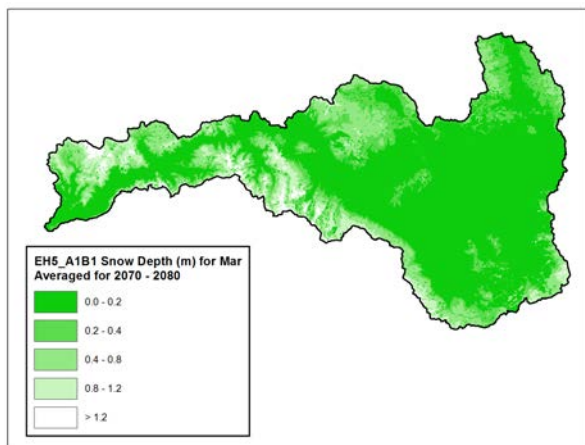 EH5_A1B1 Snow Depth (m) for Mar
Averaged for 2070 - 2080
0.0 - 0.2
0.2 - 0.4
0.4 - 0.8
0.8 - 1.2
> 1.2